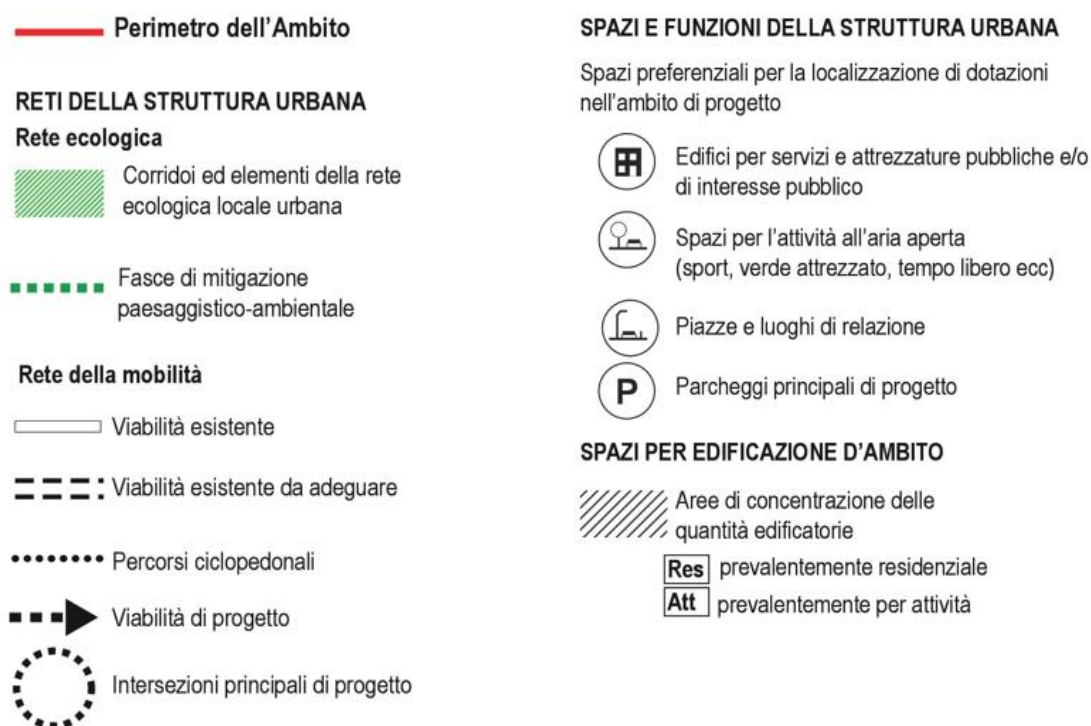 Perimetro dell'Ambito
RETI DELLA STRUTTURA URBANA
Rete ecologica
Corridoi ed elementi della rete
ecologica locale urbana
Fasce di mitigazione
paesaggistico-ambientale
Rete della mobilità
Viabilità esistente
Viabilità esistente da adeguare
Percorsi ciclopedonali
Viabilità di progetto
Intersezioni principali di progetto
SPAZI E FUNZIONI DELLA STRUTTURA URBANA
Spazi preferenziali per la localizzazione di dotazioni
nell'ambito di progetto
Edifici per servizi e attrezzature pubbliche e/o
di interesse pubblico
Spazi per l'attività all'aria aperta
(sport, verde attrezzato, tempo libero ecc)
Piazze e luoghi di relazione
P Parcheggi principali di progetto
SPAZI PER EDIFICAZIONE D'AMBITO
Aree di concentrazione delle
quantità edificatorie
Res prevalentemente residenziale
Att prevalentemente per attività